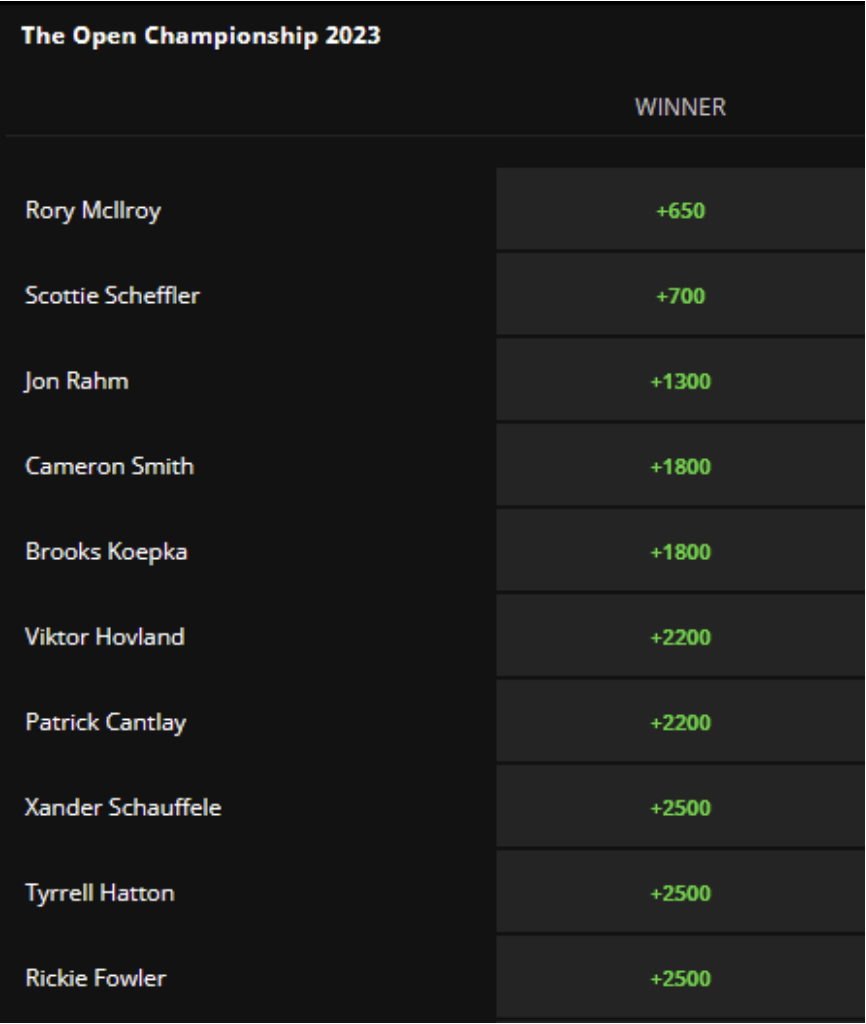 The Open Championship 2023
WINNER
Rory McIlroy +650
Scottie Scheffler +700
Jon Rahm +1300
Cameron Smith +1800
Brooks Koepka +1800
Viktor Hovland +2200
Patrick Cantlay +2200
Xander Schauffele +2500
Tyrrell Hatton +2500
Rickie Fowler +2500